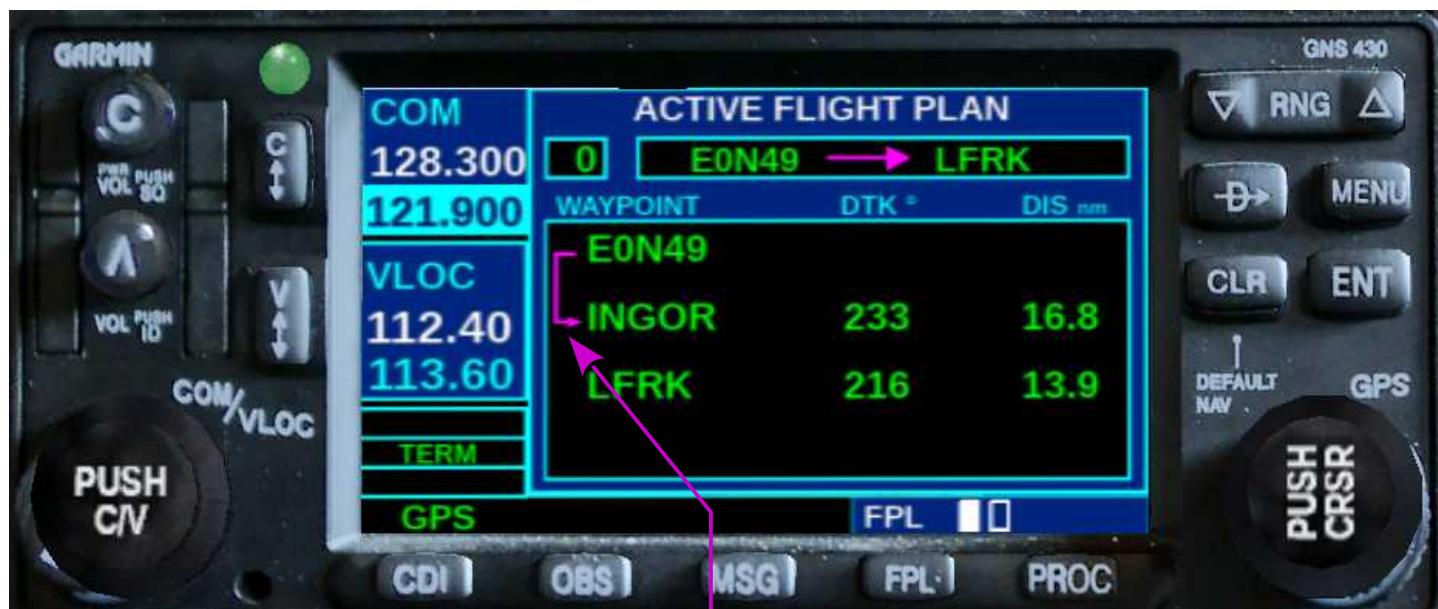 GARMIN
GNS 430
C
PWR VOL PUSH SQ
C
V
VOL PUSH ID
V
COM/VLOC
PUSH C/V
COM
128.300
121.900
VLOC
112.40
113.60
TERM
GPS
ACTIVE FLIGHT PLAN
0 E0N49 LFRK
WAYPOINT DTK ° DIS nm
E0N49
INGOR 233 16.8
LFRK 216 13.9
FPL
RNG
D
MENU
CLR
ENT
DEFAULT NAV
GPS
PUSH CRSR
CDI OBS MSG FPL PROC